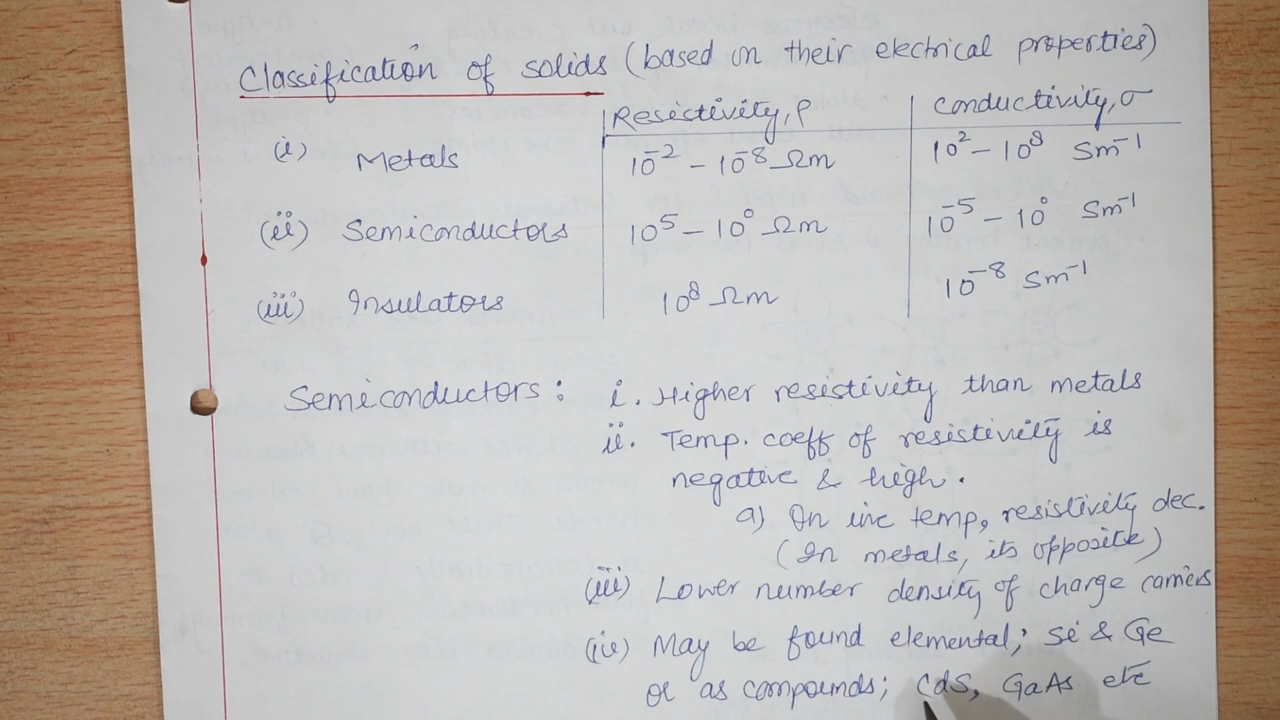 Classification of solids (based on their electrical properties)
Resistivity, ρ conductivity, σ
(i) Metals 10⁻² – 10⁻⁸ Ωm 10² – 10⁸ Sm⁻¹
(ii) Semiconductors 10⁵ – 10⁰ Ωm 10⁻⁵ – 10⁰ Sm⁻¹
(iii) Insulators 10⁸ Ωm 10⁻⁸ Sm⁻¹
Semiconductors : i. Higher resistivity than metals
ii. Temp. coeff of resistivity is
negative & high.
a) On inc temp, resistivity dec.
(In metals, its opposite)
(iii) Lower number density of charge carriers
(iv) May be found elemental; Si & Ge
or as compounds; CdS, GaAs etc